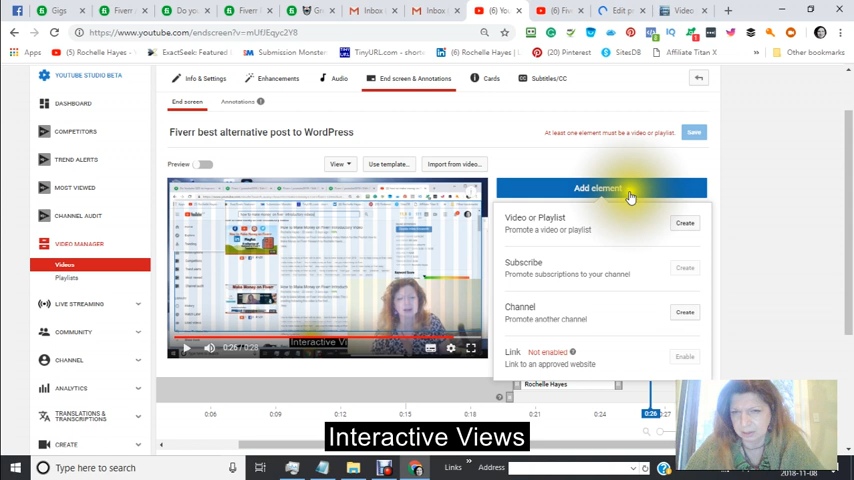 Gigs
Fiverr
Do yo
Fiverr
Gr
Inbox
Inbox
(6) Yo
(6) Fiv
Edit p
Video
https://www.youtube.com/endscreen?v=mUfJEqyc2Y8
Apps
(5) Rochelle Hayes |
ExactSeek: Featured
Submission Monster
TinyURL.com - shorte
(6) Rochelle Hayes |
(20) Pinterest
SitesDB
Affiliate Titan X
Other bookmarks
YOUTUBE STUDIO BETA
DASHBOARD
COMPETITORS
TREND ALERTS
MOST VIEWED
CHANNEL AUDIT
VIDEO MANAGER
Videos
Playlists
LIVE STREAMING
COMMUNITY
CHANNEL
ANALYTICS
TRANSLATIONS &
TRANSCRIPTIONS
CREATE
Info & Settings
Enhancements
Audio
End screen & Annotations
Cards
Subtitles/CC
End screen
Annotations
Fiverr best alternative post to WordPress
At least one element must be a video or playlist.
Save
Preview
View
Use template...
Import from video...
Add element
Video or Playlist
Promote a video or playlist
Create
Subscribe
Promote subscriptions to your channel
Create
Channel
Promote another channel
Create
Link Not enabled
Link to an approved website
Enable
Interactive Vi
0:26 / 0:28
Rochelle Hayes
0:06
0:09
0:12
0:15
0:18
0:21
0:24
0:26
0:27
Interactive Views
Type here to search
Links
Address
2018-11-08